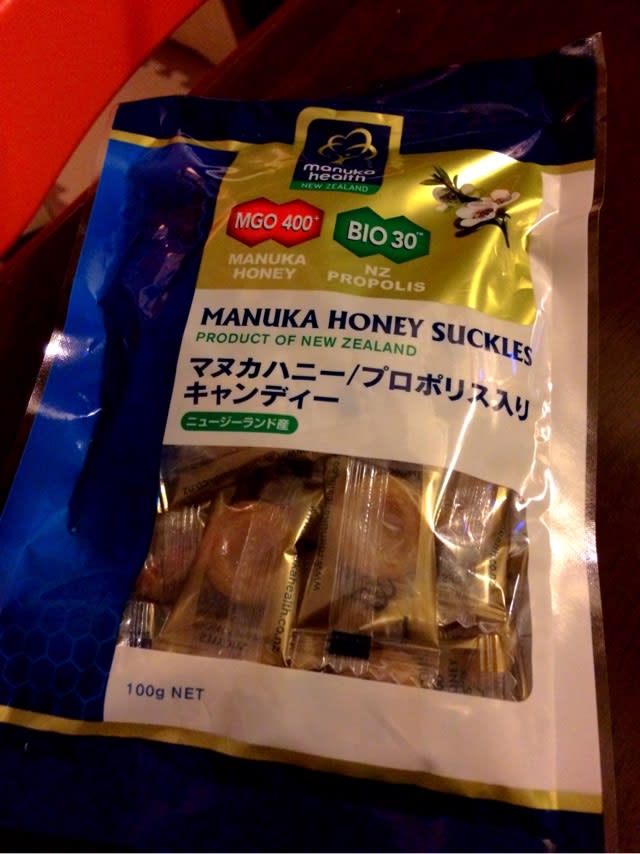 manuka
health
NEW ZEALAND
MGO 400+
BIO 30™
MANUKA
HONEY
NZ
PROPOLIS
MANUKA HONEY SUCKLES
PRODUCT OF NEW ZEALAND
マヌカハニー/プロポリス入り
キャンディー
ニュージーランド産
100g NET